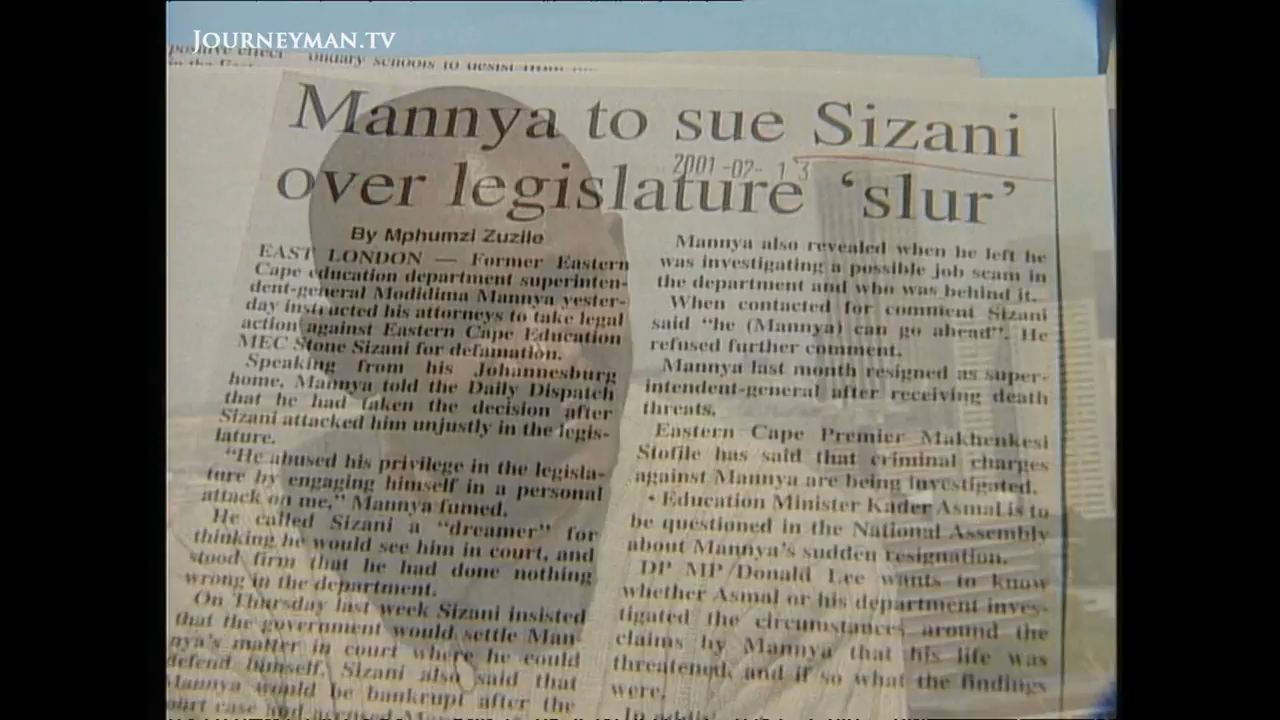 JOURNEYMAN.TV
positive effect
ondary schools to desist from
in the East
Mannya to sue Sizani
2001-02-13
over legislature ‘slur’
By Mphumzi Zuzile
EAST LONDON — Former Eastern
Cape education department superinten-
dent-general Modidima Mannya yester-
day instructed his attorneys to take legal
action against Eastern Cape Education
MEC Stone Sizani for defamation.
Speaking from his Johannesburg
home, Mannya told the Daily Dispatch
that he had taken the decision after
Sizani attacked him unjustly in the legis-
lature.
“He abused his privilege in the legisla-
ture by engaging himself in a personal
attack on me,” Mannya fumed.
He called Sizani a “dreamer” for
thinking he would see him in court, and
stood firm that he had done nothing
wrong in the department.
On Thursday last week Sizani insisted
that the government would settle Man-
nya’s matter in court where he could
defend himself. Sizani also said that
Mannya would be bankrupt after the
court case and
Mannya also revealed when he left he
was investigating a possible job scam in
the department and who was behind it.
When contacted for comment Sizani
said “he (Mannya) can go ahead”. He
refused further comment.
Mannya last month resigned as super-
intendent-general after receiving death
threats.
Eastern Cape Premier Makhenkesi
Stofile has said that criminal charges
against Mannya are being investigated.
• Education Minister Kader Asmal is to
be questioned in the National Assembly
about Mannya’s sudden resignation.
DP MP Donald Lee wants to know
whether Asmal or his department inves-
tigated the circumstances around the
claims by Mannya that his life was
threatened, and if so what the findings
were.